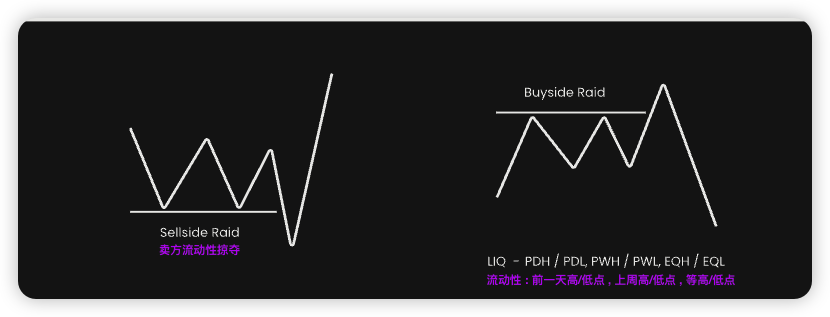 Buyside Raid
Sellside Raid
卖方流动性掠夺
LIQ - PDH / PDL, PWH / PWL, EQH / EQL
流动性：前一天高/低点，上周高/低点，等高/低点